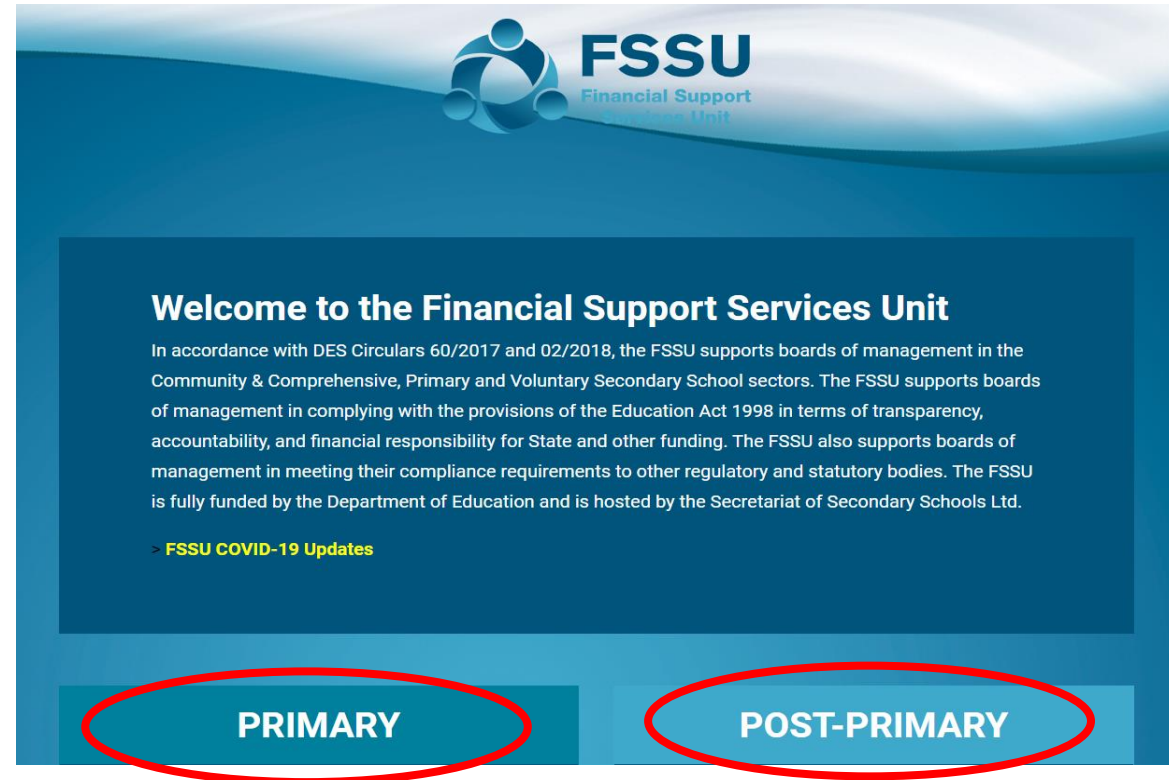 FSSU
Financial Support
Services Unit
Welcome to the Financial Support Services Unit
In accordance with DES Circulars 60/2017 and 02/2018, the FSSU supports boards of management in the
Community & Comprehensive, Primary and Voluntary Secondary School sectors. The FSSU supports boards
of management in complying with the provisions of the Education Act 1998 in terms of transparency,
accountability, and financial responsibility for State and other funding. The FSSU also supports boards of
management in meeting their compliance requirements to other regulatory and statutory bodies. The FSSU
is fully funded by the Department of Education and is hosted by the Secretariat of Secondary Schools Ltd.
> FSSU COVID-19 Updates
PRIMARY
POST-PRIMARY